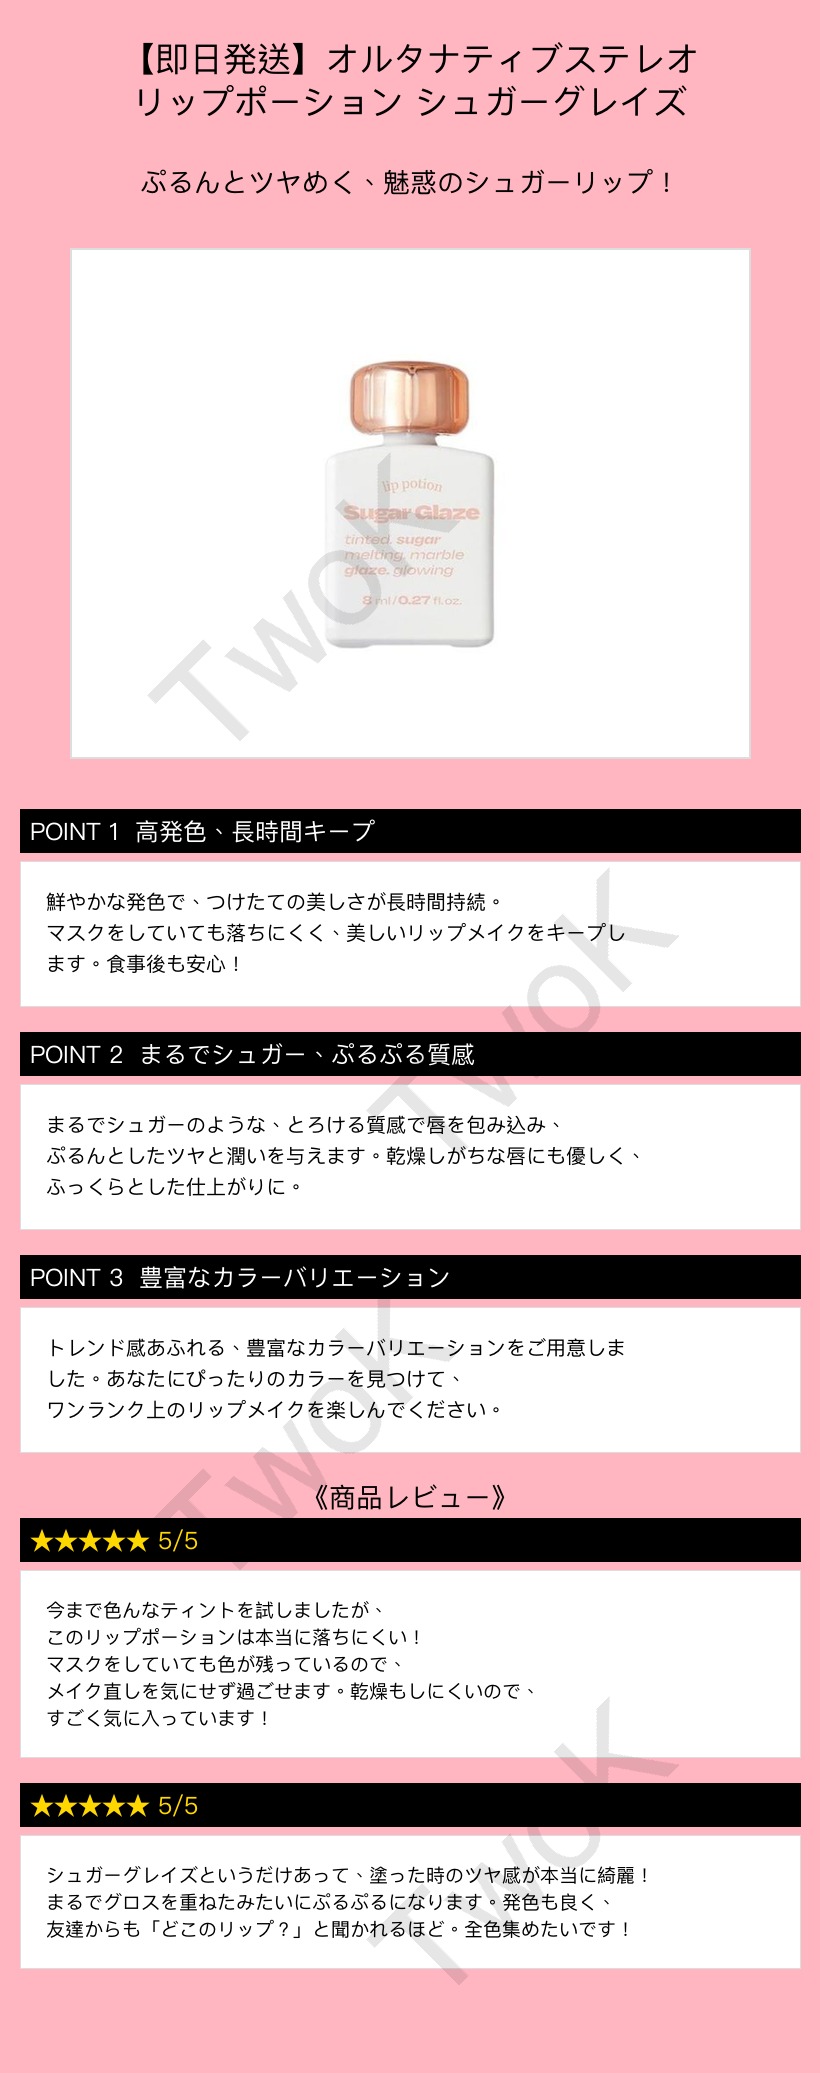 【即日発送】オルタナティブステレオ
リップポーション シュガーグレイズ
ぷるんとツヤめく、魅惑のシュガーリップ！
lip potion
Sugar Glaze
tinted. sugar
melting. marble
glaze. glowing
8 ml/0.27 fl.oz.
TwoK
POINT 1 高発色、長時間キープ
鮮やかな発色で、つけたての美しさが長時間持続。
マスクをしていても落ちにくく、美しいリップメイクをキープし
ます。食事後も安心！
TwoK
POINT 2 まるでシュガー、ぷるぷる質感
まるでシュガーのような、とろける質感で唇を包み込み、
ぷるんとしたツヤと潤いを与えます。乾燥しがちな唇にも優しく、
ふっくらとした仕上がりに。
POINT 3 豊富なカラーバリエーション
トレンド感あふれる、豊富なカラーバリエーションをご用意しま
した。あなたにぴったりのカラーを見つけて、
ワンランク上のリップメイクを楽しんでください。
TwoK
《商品レビュー》
★★★★★ 5/5
今まで色んなティントを試しましたが、
このリップポーションは本当に落ちにくい！
マスクをしていても色が残っているので、
メイク直しを気にせず過ごせます。乾燥もしにくいので、
すごく気に入っています！
★★★★★ 5/5
シュガーグレイズというだけあって、塗った時のツヤ感が本当に綺麗！
まるでグロスを重ねたみたいにぷるぷるになります。発色も良く、
友達からも「どこのリップ？」と聞かれるほど。全色集めたいです！
TwoK